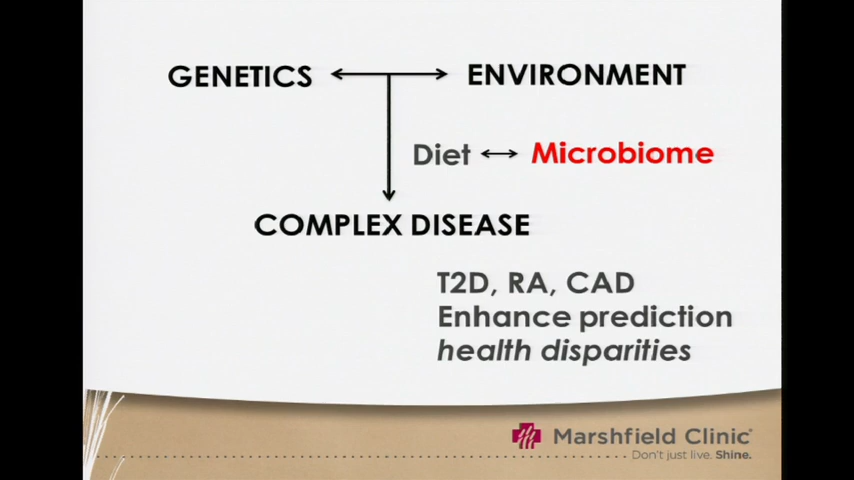 GENETICS ENVIRONMENT
Diet Microbiome
COMPLEX DISEASE
T2D, RA, CAD
Enhance prediction
health disparities
Marshfield Clinic®
Don't just live. Shine.